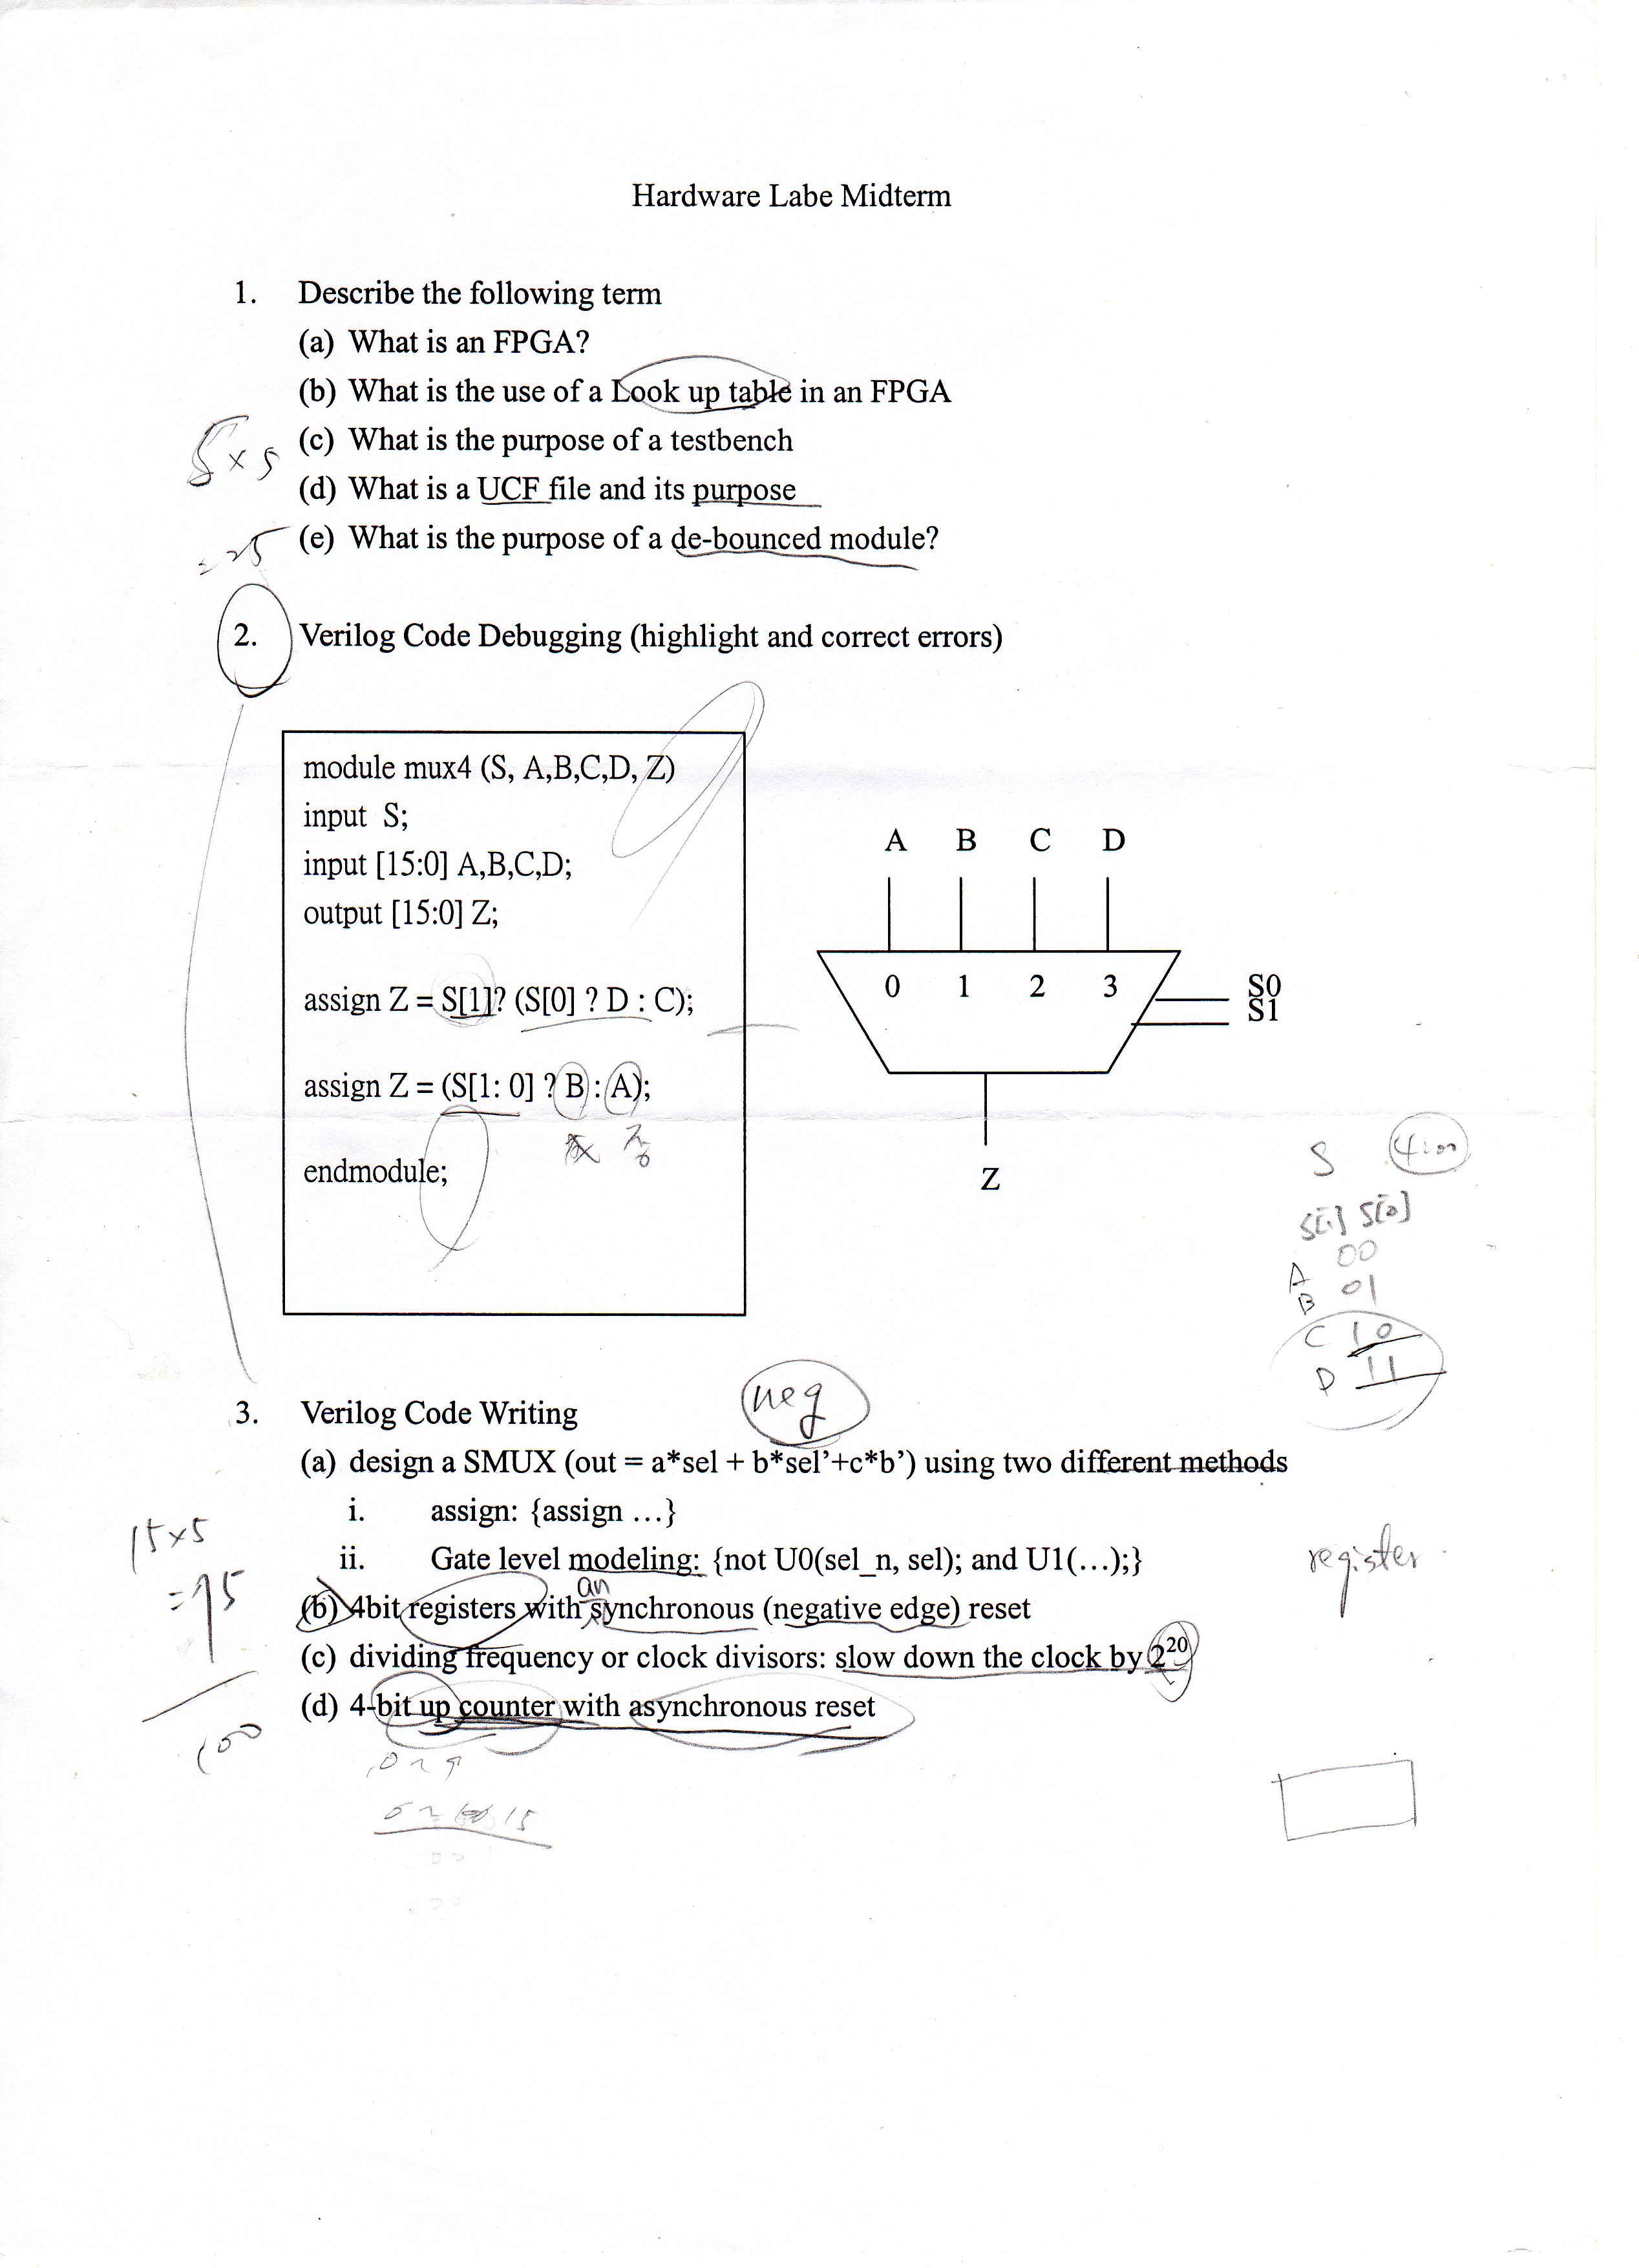 Hardware Labe Midterm
1. Describe the following term
(a) What is an FPGA?
(b) What is the use of a Look up table in an FPGA
(c) What is the purpose of a testbench
(d) What is a UCF file and its purpose
(e) What is the purpose of a de-bounced module?
5 x 5
= 25
2. Verilog Code Debugging (highlight and correct errors)
module mux4 (S, A,B,C,D, Z)
input S;
input [15:0] A,B,C,D;
output [15:0] Z;
assign Z = S[1]? (S[0] ? D : C);
assign Z = (S[1: 0] ? B : A);
endmodule;
A B C D
0 1 2 3
S0
S1
Z
S
S[1] S[0]
00
A 01
B
C 10
D 11
neg
3. Verilog Code Writing
(a) design a SMUX (out = a*sel + b*sel’+c*b’) using two different methods
i. assign: {assign …}
ii. Gate level modeling: {not U0(sel_n, sel); and U1(…);}
an
(b) 4bit registers with synchronous (negative edge) reset
(c) dividing frequency or clock divisors: slow down the clock by 2²⁰
(d) 4-bit up counter with asynchronous reset
15x5
=75
100
register
0 ~ 9
0 ~ 15